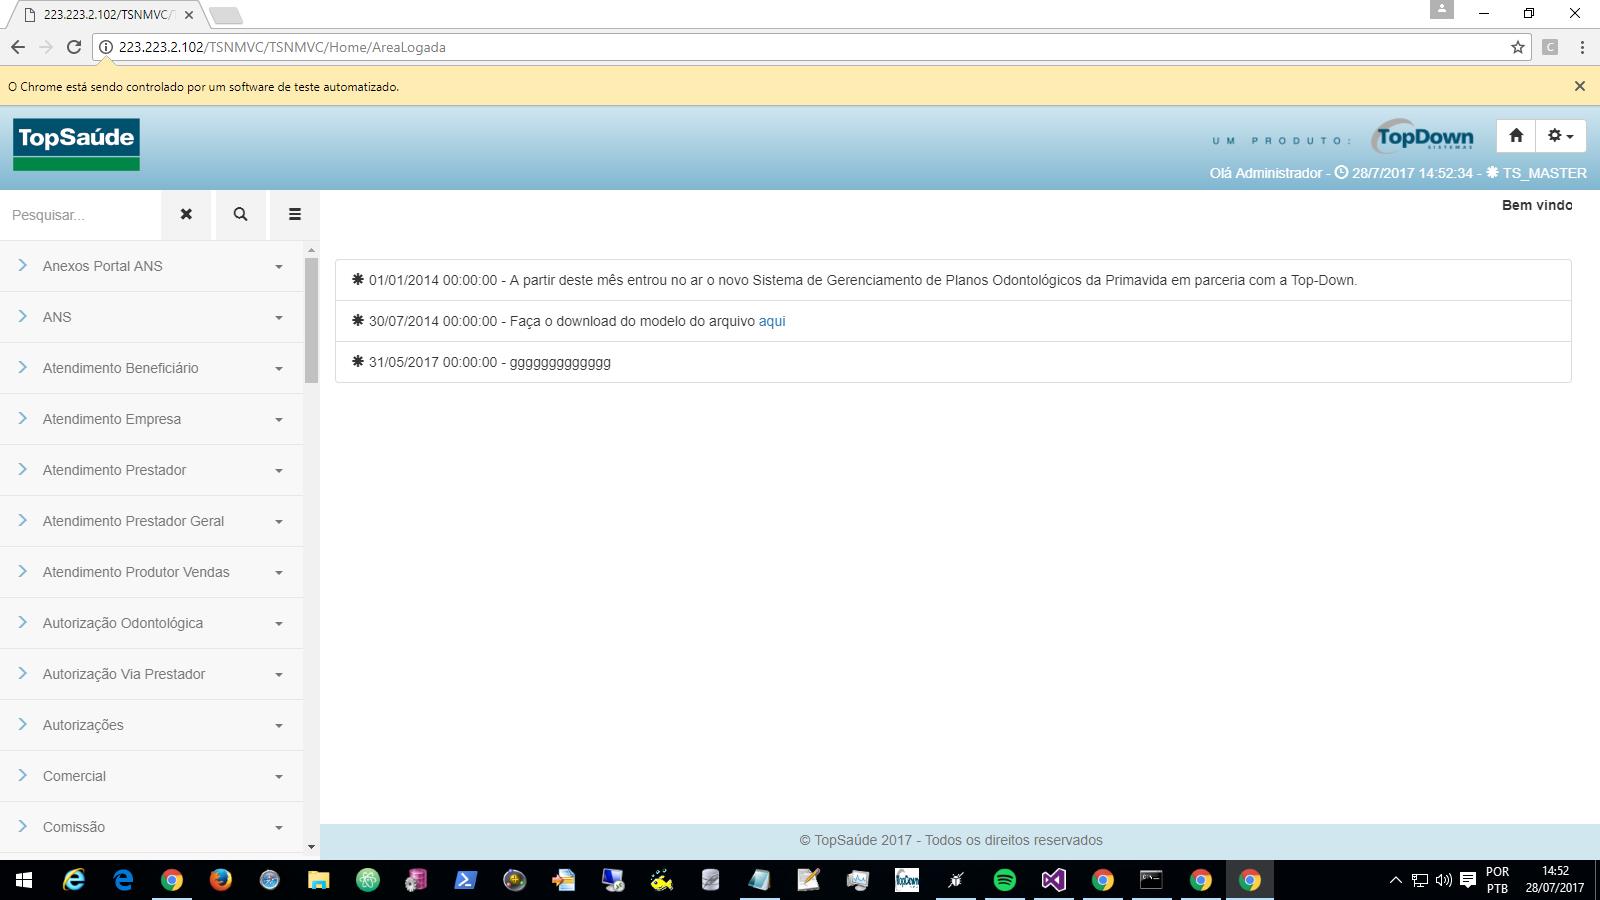 223.223.2.102/TSNMVC/T
223.223.2.102/TSNMVC/TSNMVC/Home/AreaLogada
C
O Chrome está sendo controlado por um software de teste automatizado.
TopSaúde
UM PRODUTO:
TopDown
SISTEMAS
Olá Administrador - 28/7/2017 14:52:34 - TS_MASTER
Pesquisar...
Bem vindo
Anexos Portal ANS
ANS
Atendimento Beneficiário
Atendimento Empresa
Atendimento Prestador
Atendimento Prestador Geral
Atendimento Produtor Vendas
Autorização Odontológica
Autorização Via Prestador
Autorizações
Comercial
Comissão
01/01/2014 00:00:00 - A partir deste mês entrou no ar o novo Sistema de Gerenciamento de Planos Odontológicos da Primavida em parceria com a Top-Down.
30/07/2014 00:00:00 - Faça o download do modelo do arquivo aqui
31/05/2017 00:00:00 - ggggggggggggg
© TopSaúde 2017 - Todos os direitos reservados
TopDown
POR
PTB
14:52
28/07/2017